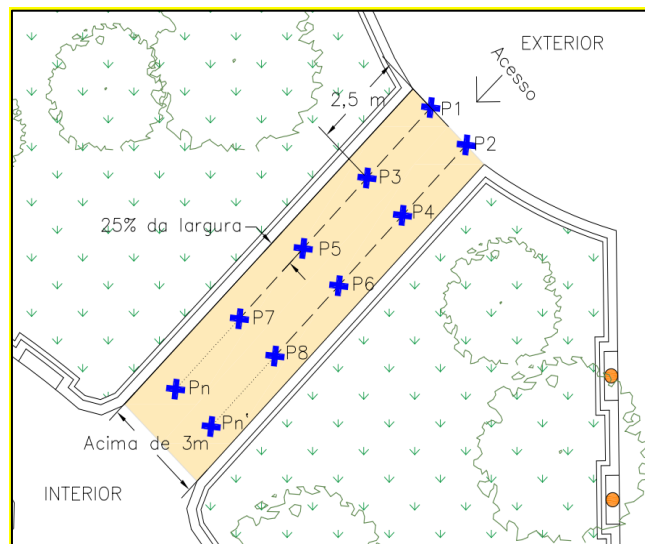 EXTERIOR
Acesso
2,5 m
P1
P2
P3
P4
25% da largura
P5
P6
P7
P8
Pn
Pn'
Acima de 3m
INTERIOR